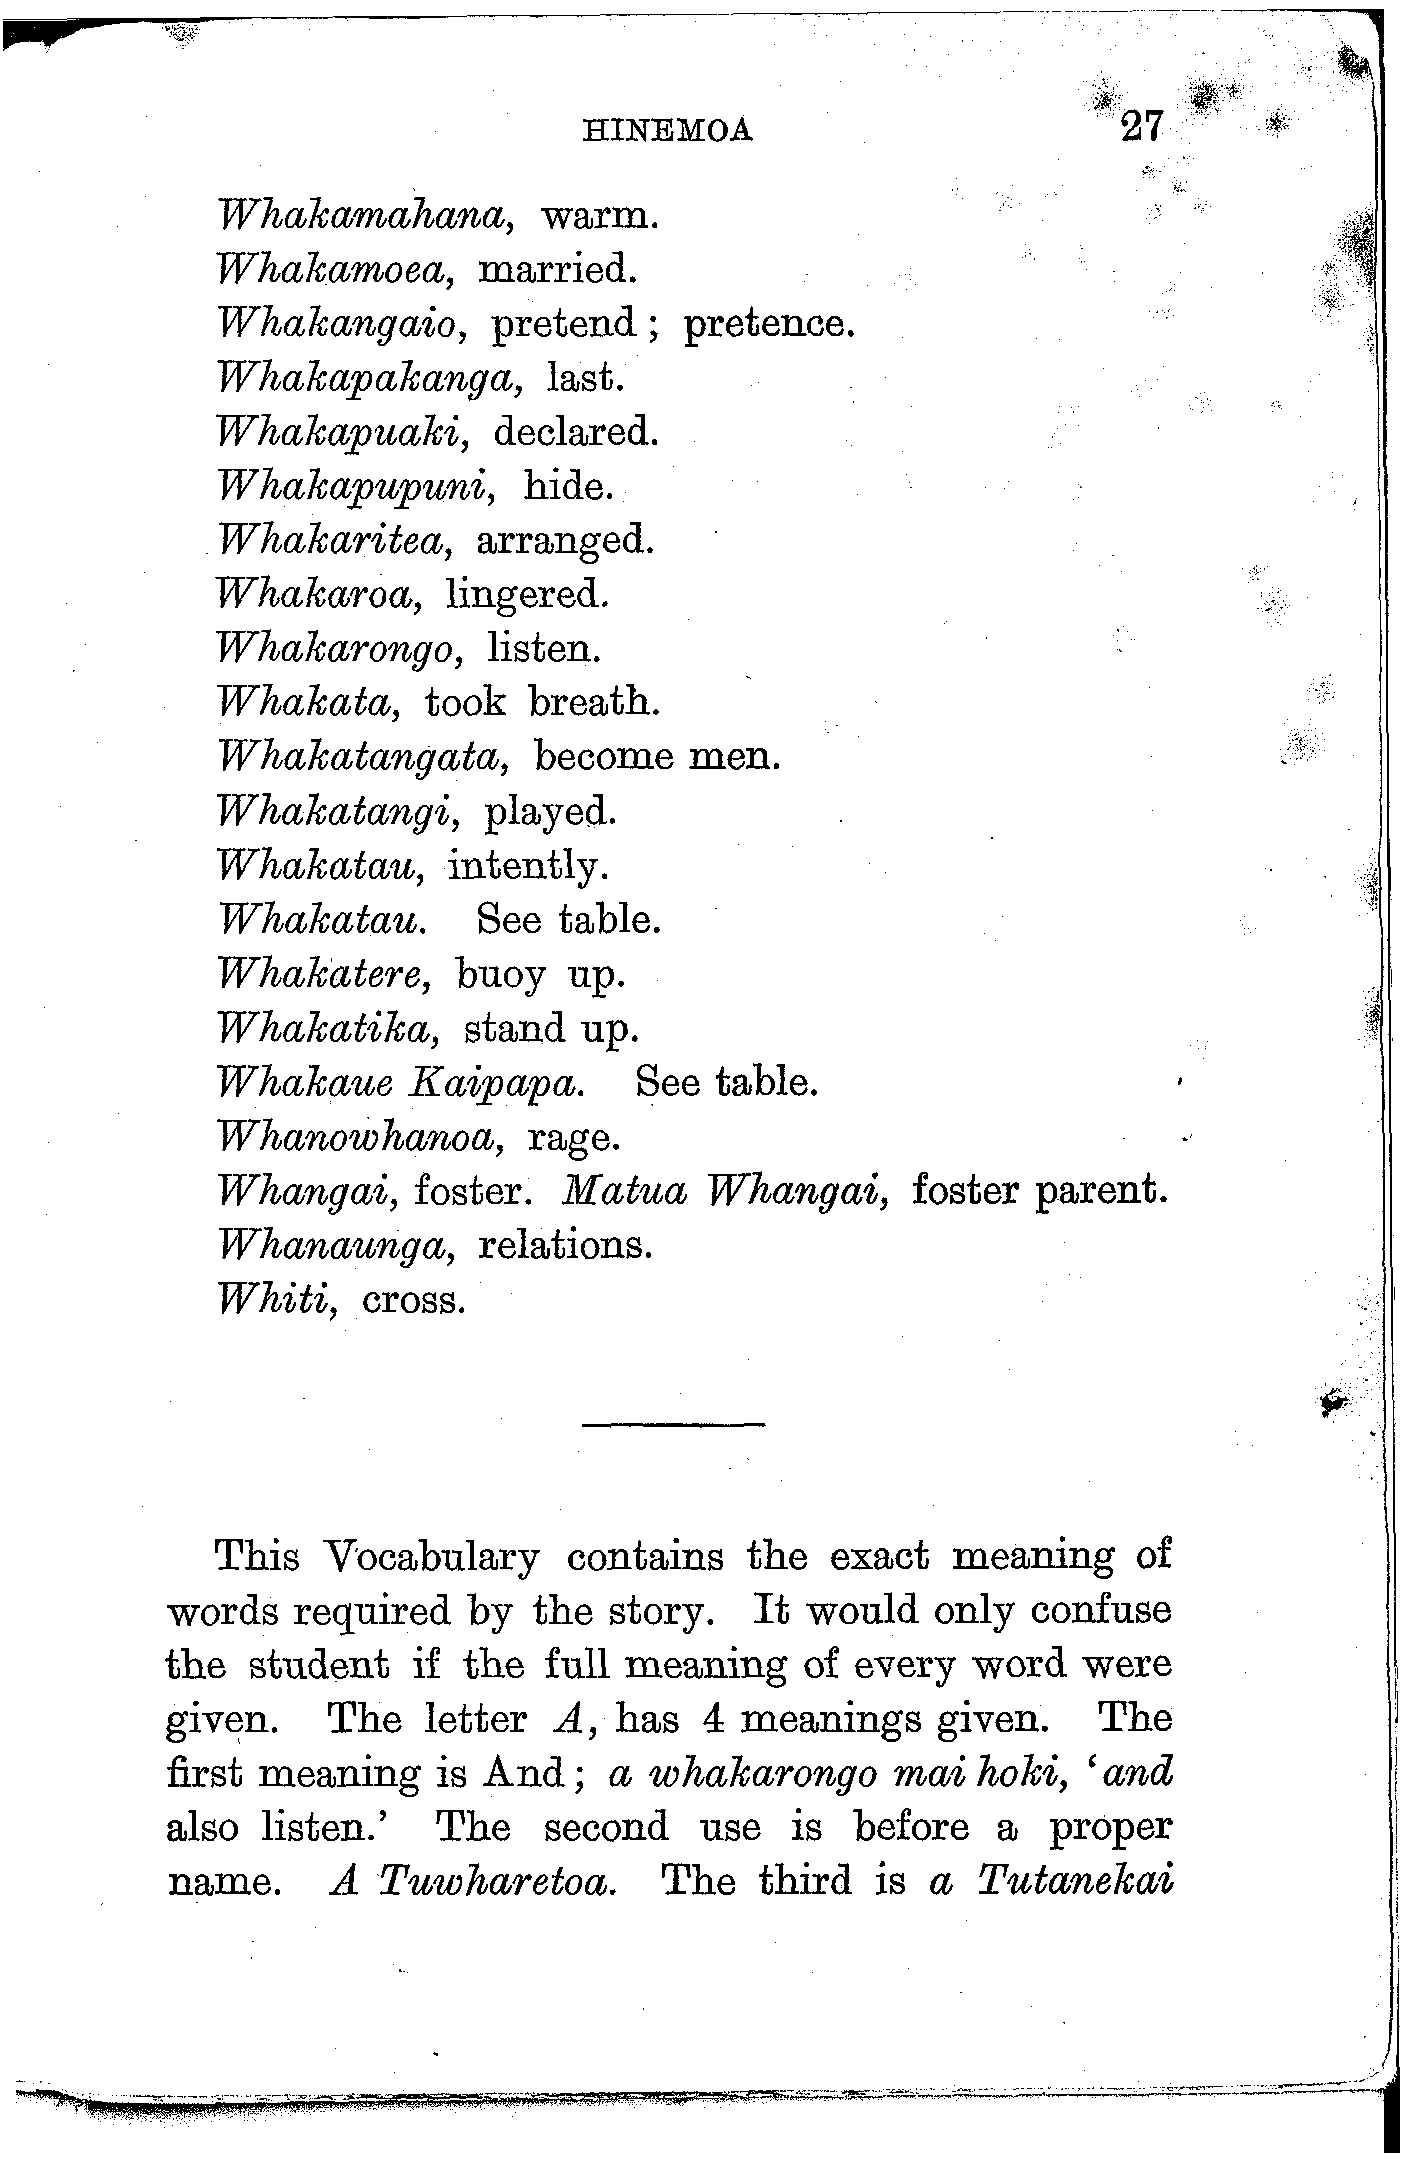 HINEMOA 27
Whakamahana, warm.
Whakamoea, married.
Whakangaio, pretend ; pretence.
Whakapakanga, last.
Whakapuaki, declared.
Whakapupuni, hide.
Whakaritea, arranged.
Whakaroa, lingered.
Whakarongo, listen.
Whakata, took breath.
Whakatangata, become men.
Whakatangi, played.
Whakatau, intently.
Whakatau. See table.
Whakatere, buoy up.
Whakatika, stand up.
Whakaue Kaipapa. See table.
Whanowhanoa, rage.
Whangai, foster. Matua Whangai, foster parent.
Whanaunga, relations.
Whiti, cross.
This Vocabulary contains the exact meaning of
words required by the story. It would only confuse
the student if the full meaning of every word were
given. The letter A, has 4 meanings given. The
first meaning is And ; a whakarongo mai hoki, ‘and
also listen.’ The second use is before a proper
name. A Tuwharetoa. The third is a Tutanekai